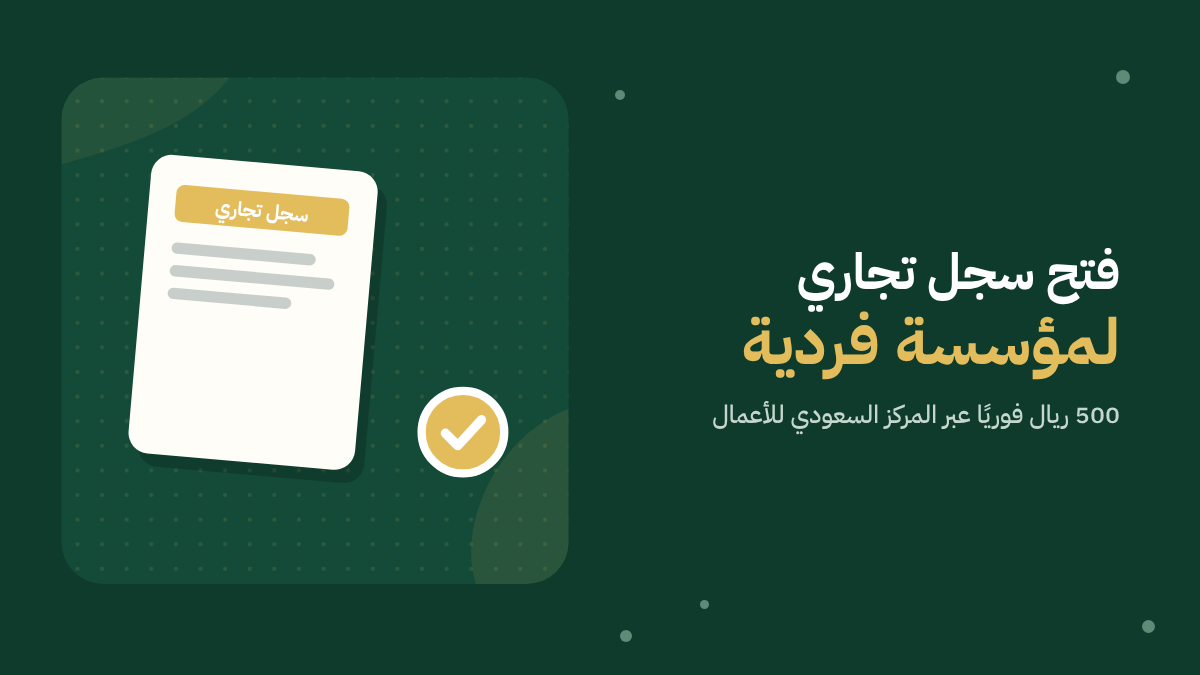 فتح سجل تجاري
لمؤسسة فردية
500 ريال فوريًا عبر المركز السعودي للأعمال
سجل تجاري